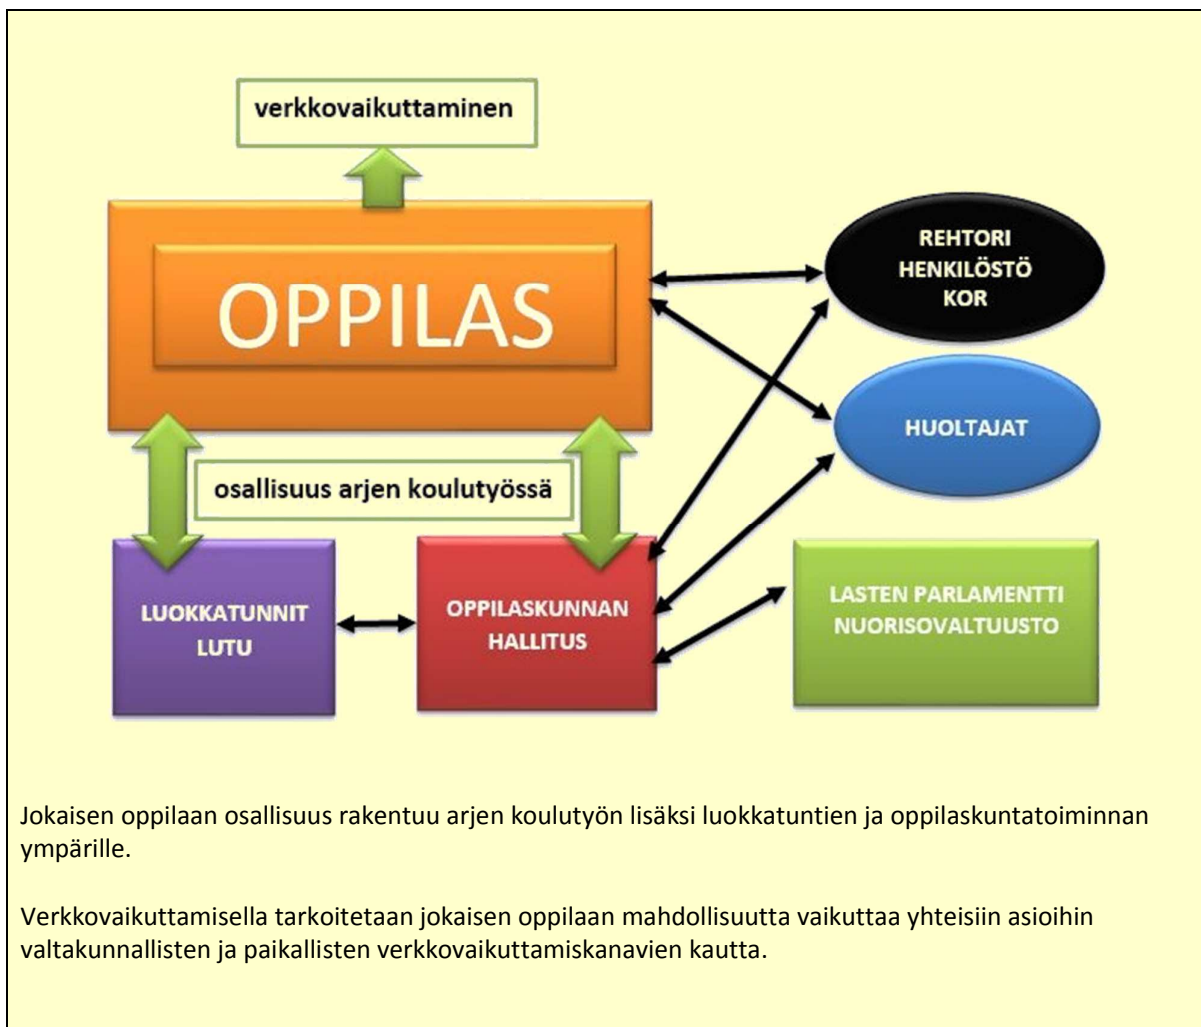 verkkovaikuttaminen
OPPILAS
REHTORI
HENKILÖSTÖ
KOR
HUOLTAJAT
osallisuus arjen koulutyössä
LUOKKATUNNIT
LUTU
OPPILASKUNNAN
HALLITUS
LASTEN PARLAMENTTI
NUORISOVALTUUSTO
Jokaisen oppilaan osallisuus rakentuu arjen koulutyön lisäksi luokkatuntien ja oppilaskuntatoiminnan
ympärille.
Verkkovaikuttamisella tarkoitetaan jokaisen oppilaan mahdollisuutta vaikuttaa yhteisiin asioihin
valtakunnallisten ja paikallisten verkkovaikuttamiskanavien kautta.